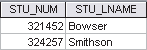 STU_NUM STU_LNAME
321452 Bowser
324257 Smithson